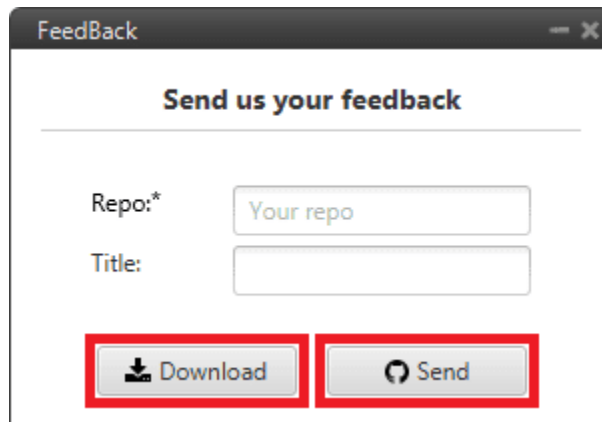 FeedBack
Send us your feedback
Repo:* Your repo
Title:
Download Send